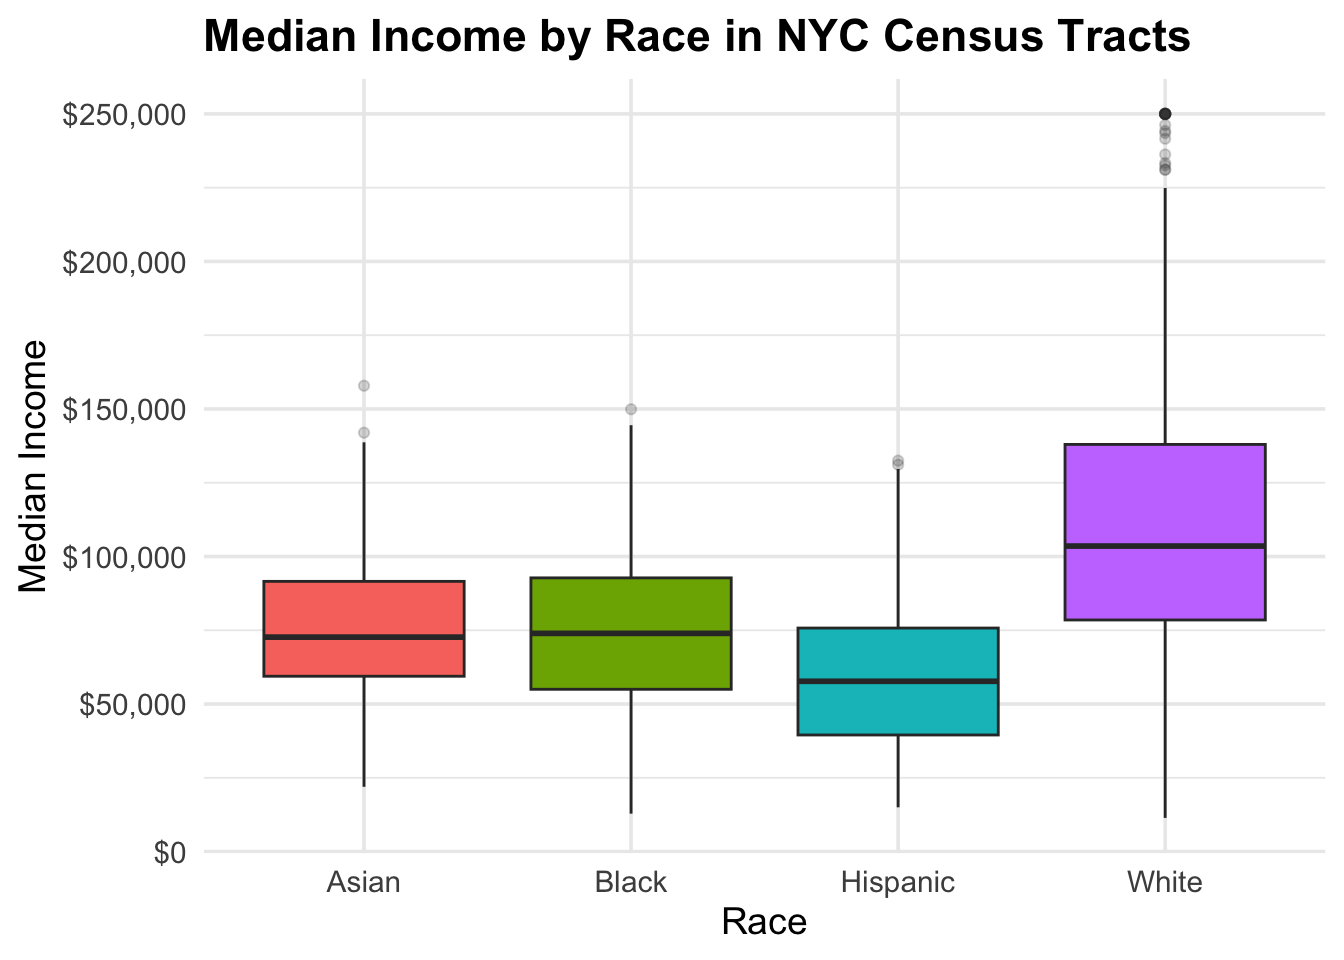 Median Income by Race in NYC Census Tracts
Median Income
$250,000
$200,000
$150,000
$100,000
$50,000
$0
Asian
Black
Hispanic
White
Race